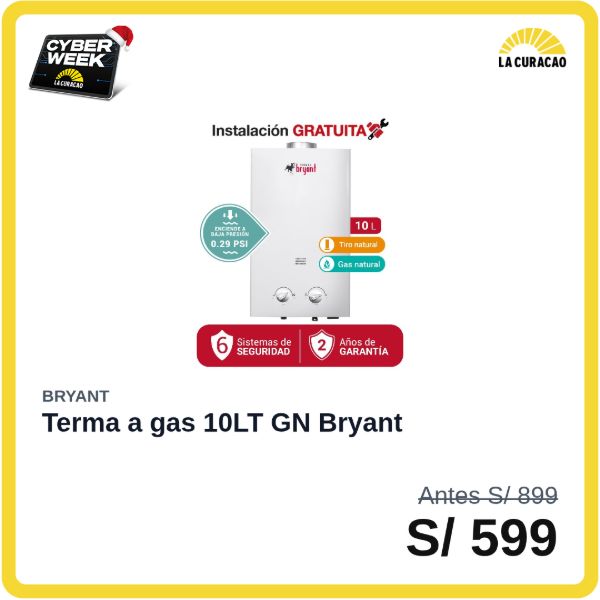 CYBER
WEEK
LA CURACAO
LA CURACAO
Instalación GRATUITA
bryant
ENCIENDE A
BAJA PRESIÓN
0.29 PSI
10 L
Tiro natural
Gas natural
6 Sistemas de
SEGURIDAD
2 Años de
GARANTÍA
BRYANT
Terma a gas 10LT GN Bryant
Antes S/ 899
S/ 599